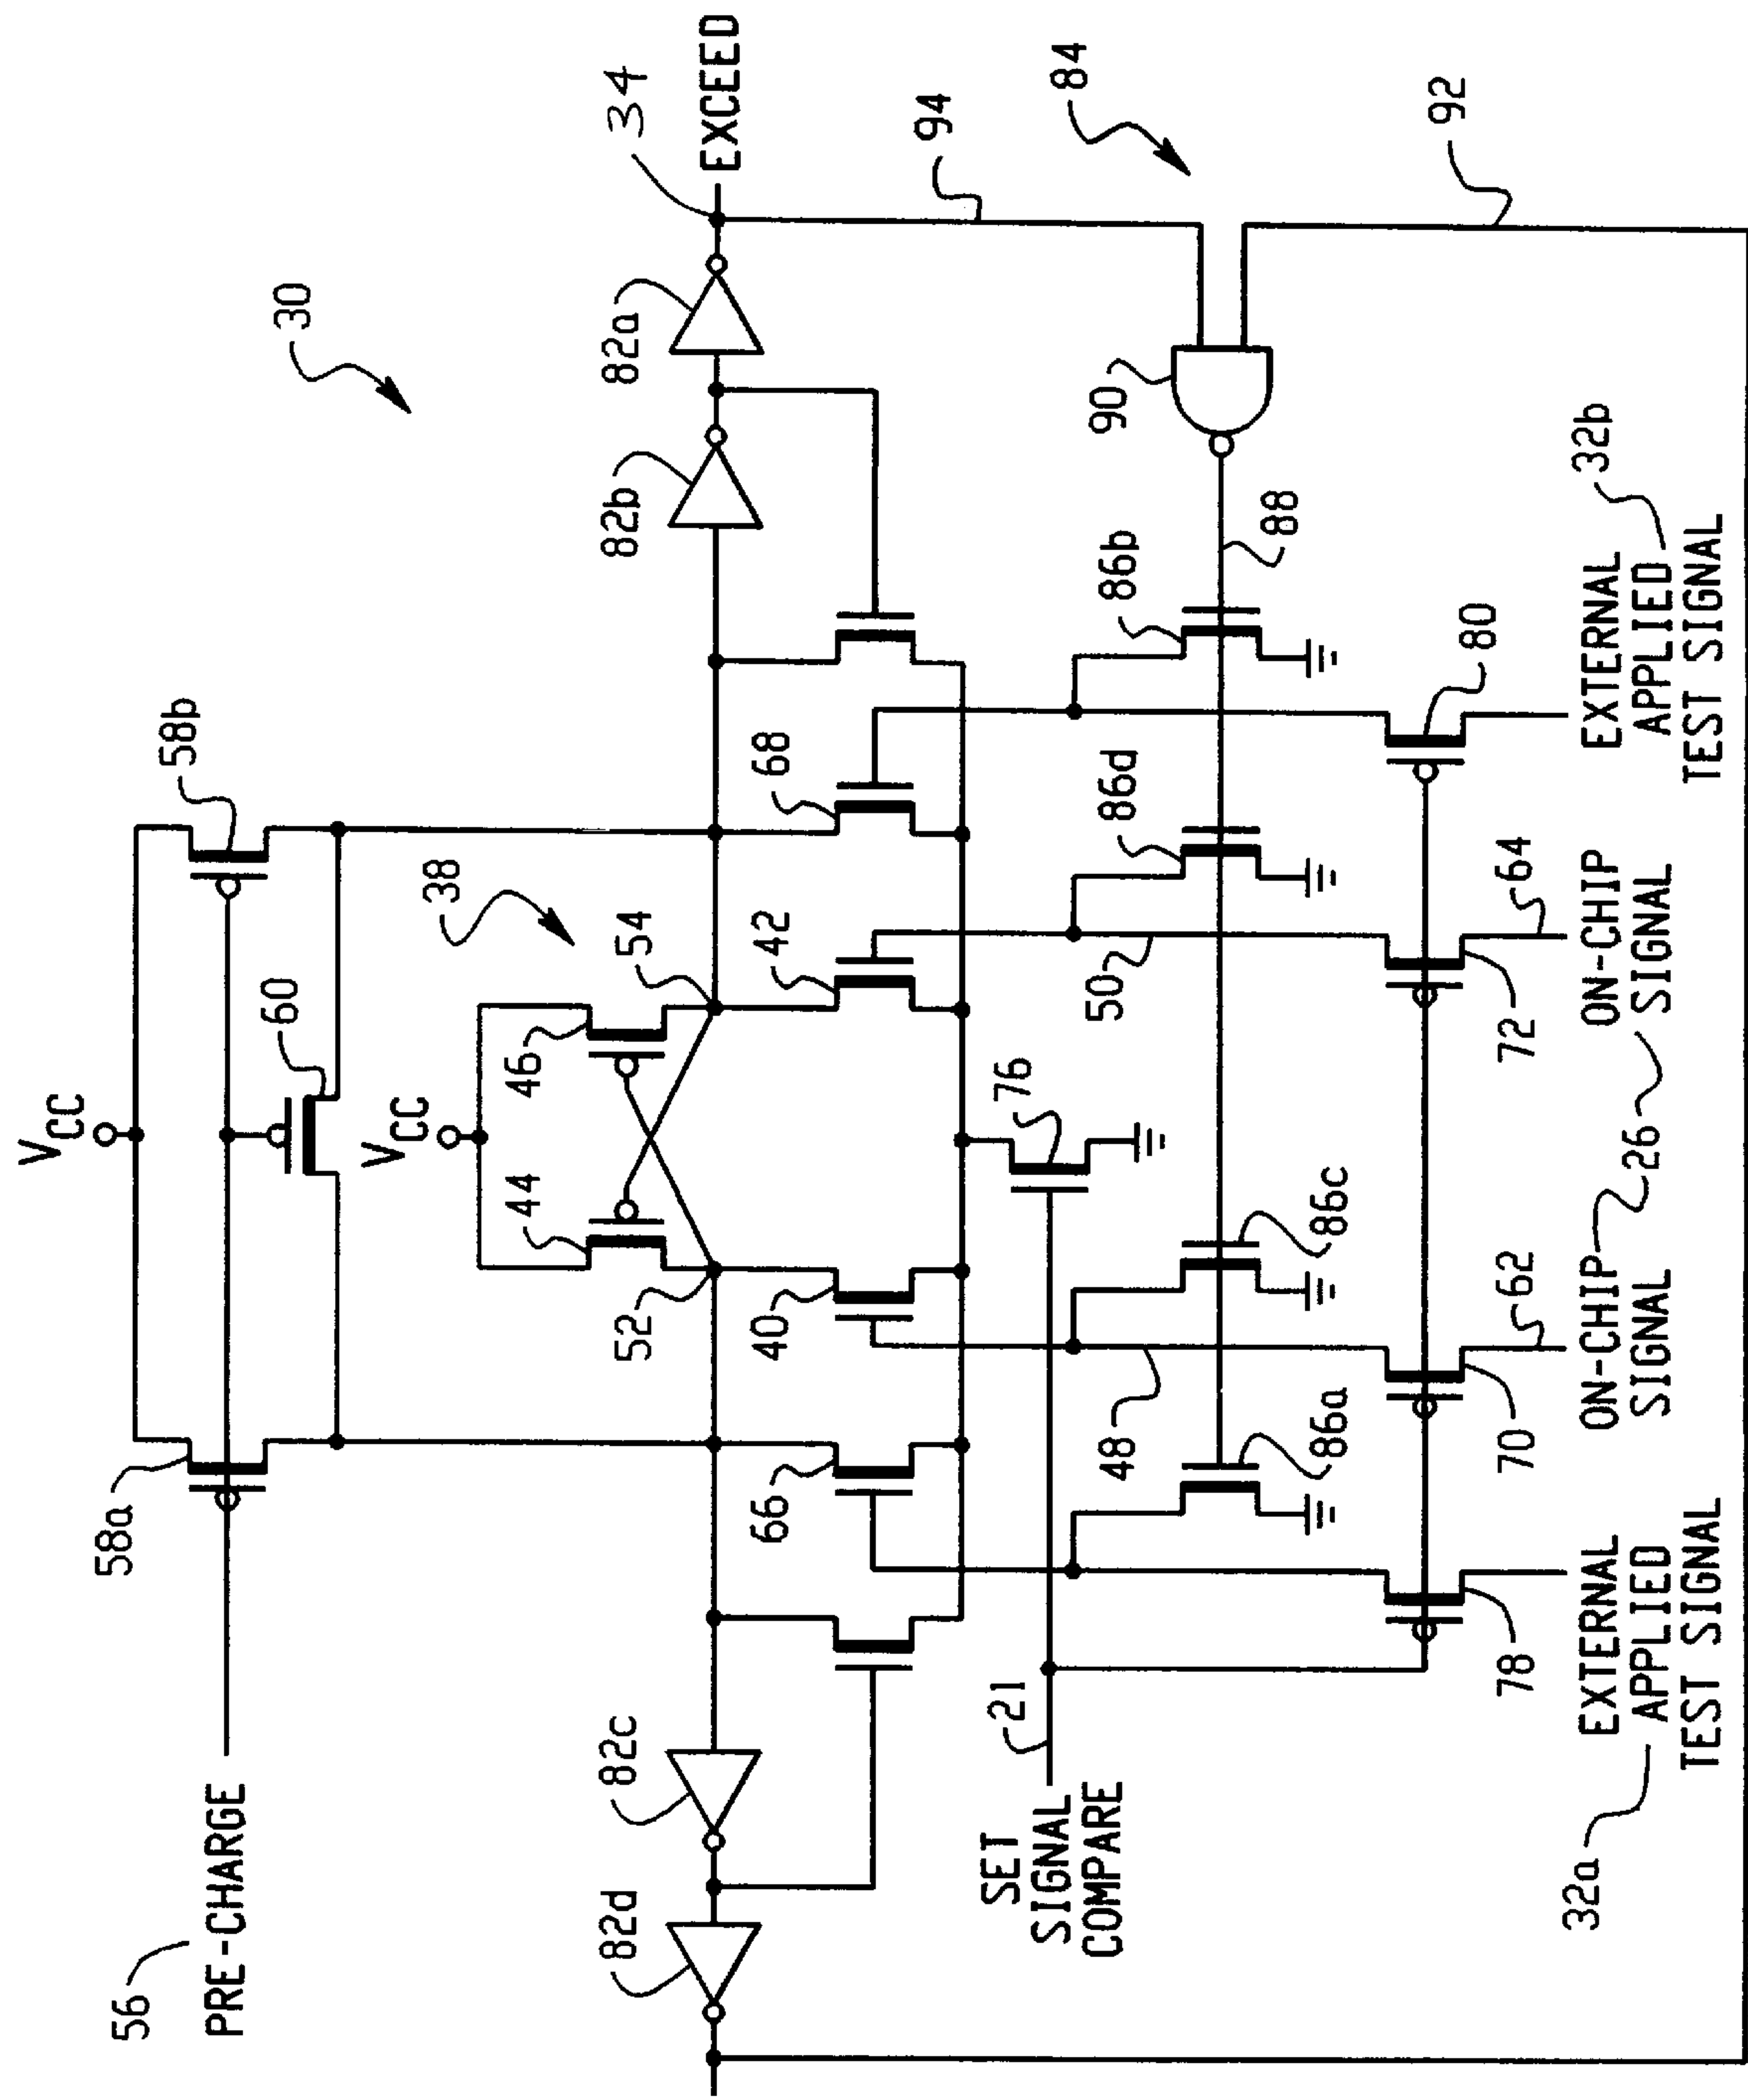 56
PRE-CHARGE
58a
VCC
60
58b
30
VCC
44
46
38
54
52
40
42
66
68
82d
82c
82b
82a
34
EXCEED
SET
SIGNAL
COMPARE
21
76
48
50
86a
86c
86d
86b
88
90
94
84
92
78
70
62
72
64
80
32a
EXTERNAL
APPLIED
TEST SIGNAL
ON-CHIP
SIGNAL
26
ON-CHIP
SIGNAL
EXTERNAL
APPLIED
TEST SIGNAL
32b